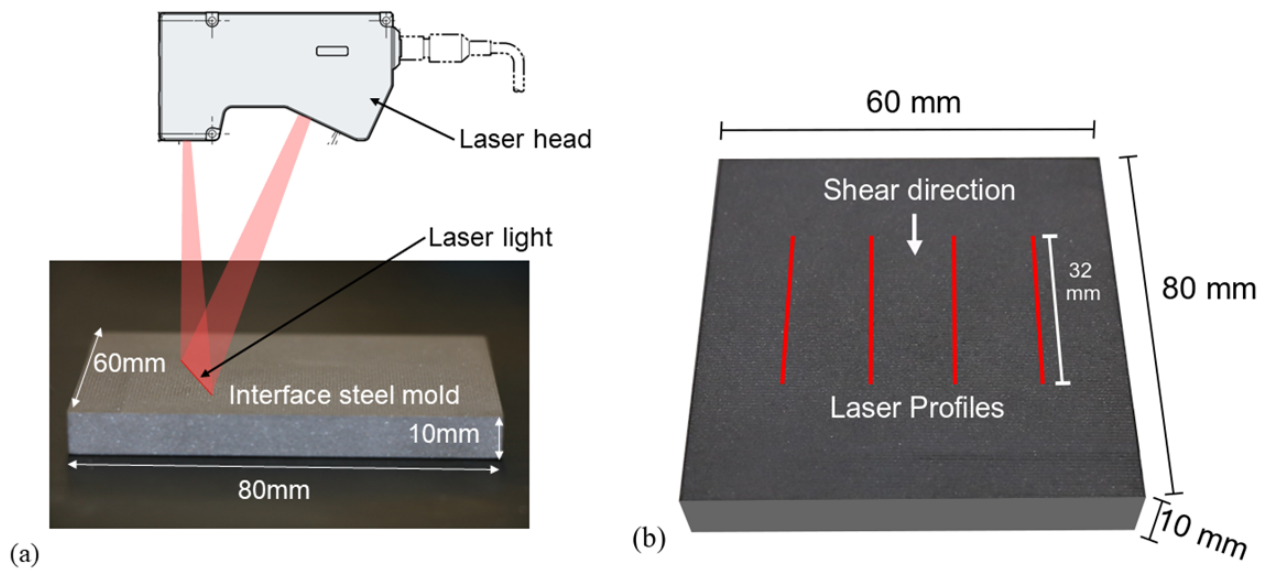 Laser head
Laser light
60mm
Interface steel mold
10mm
80mm
(a)
60 mm
Shear direction
32
mm
80 mm
Laser Profiles
10 mm
(b)